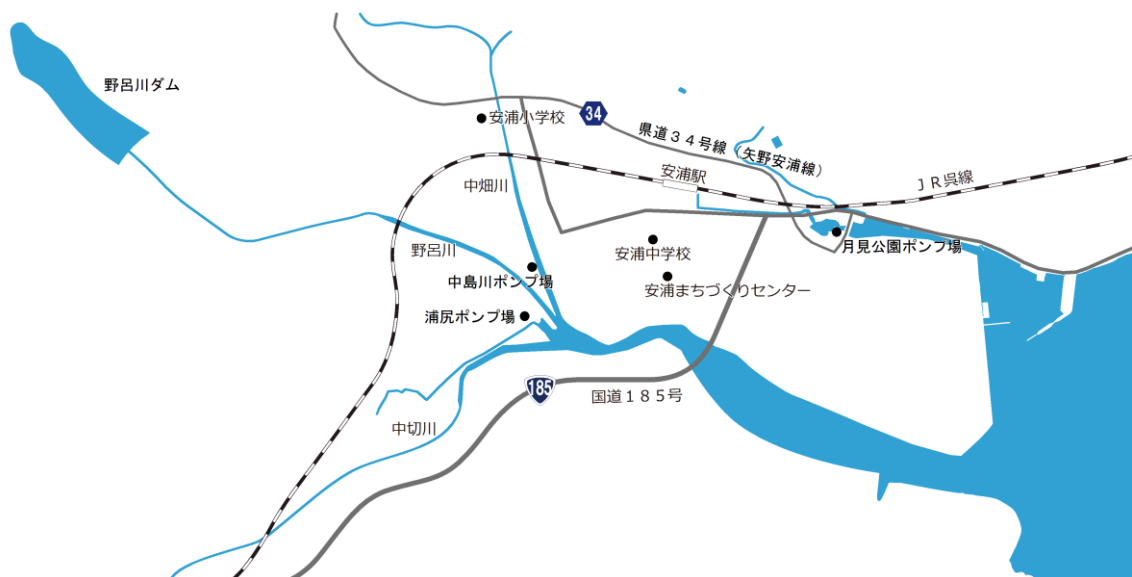 野呂川ダム
安浦小学校
34
県道３４号線（矢野安浦線）
安浦駅
ＪＲ呉線
中畑川
野呂川
安浦中学校
月見公園ポンプ場
中島川ポンプ場
安浦まちづくりセンター
浦尻ポンプ場
185
国道１８５号
中切川